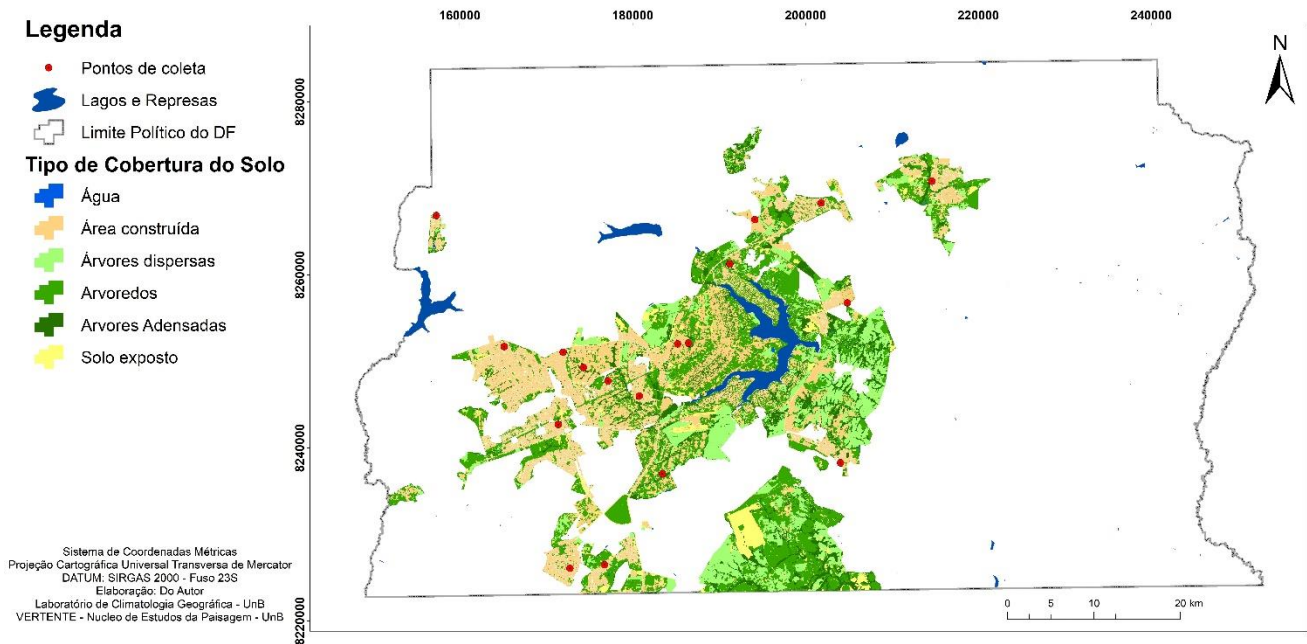 Legenda
Pontos de coleta
Lagos e Represas
Limite Político do DF
Tipo de Cobertura do Solo
Água
Área construída
Árvores dispersas
Arvoredos
Arvores Adensadas
Solo exposto
Sistema de Coordenadas Métricas
Projeção Cartográfica Universal Transversa de Mercator
DATUM: SIRGAS 2000 - Fuso 23S
Elaboração: Do Autor
Laboratório de Climatologia Geográfica - UnB
VERTENTE - Nucleo de Estudos da Paisagem - UnB
160000 180000 200000 220000 240000
8280000
8260000
8240000
8220000
N
0 5 10 20 km